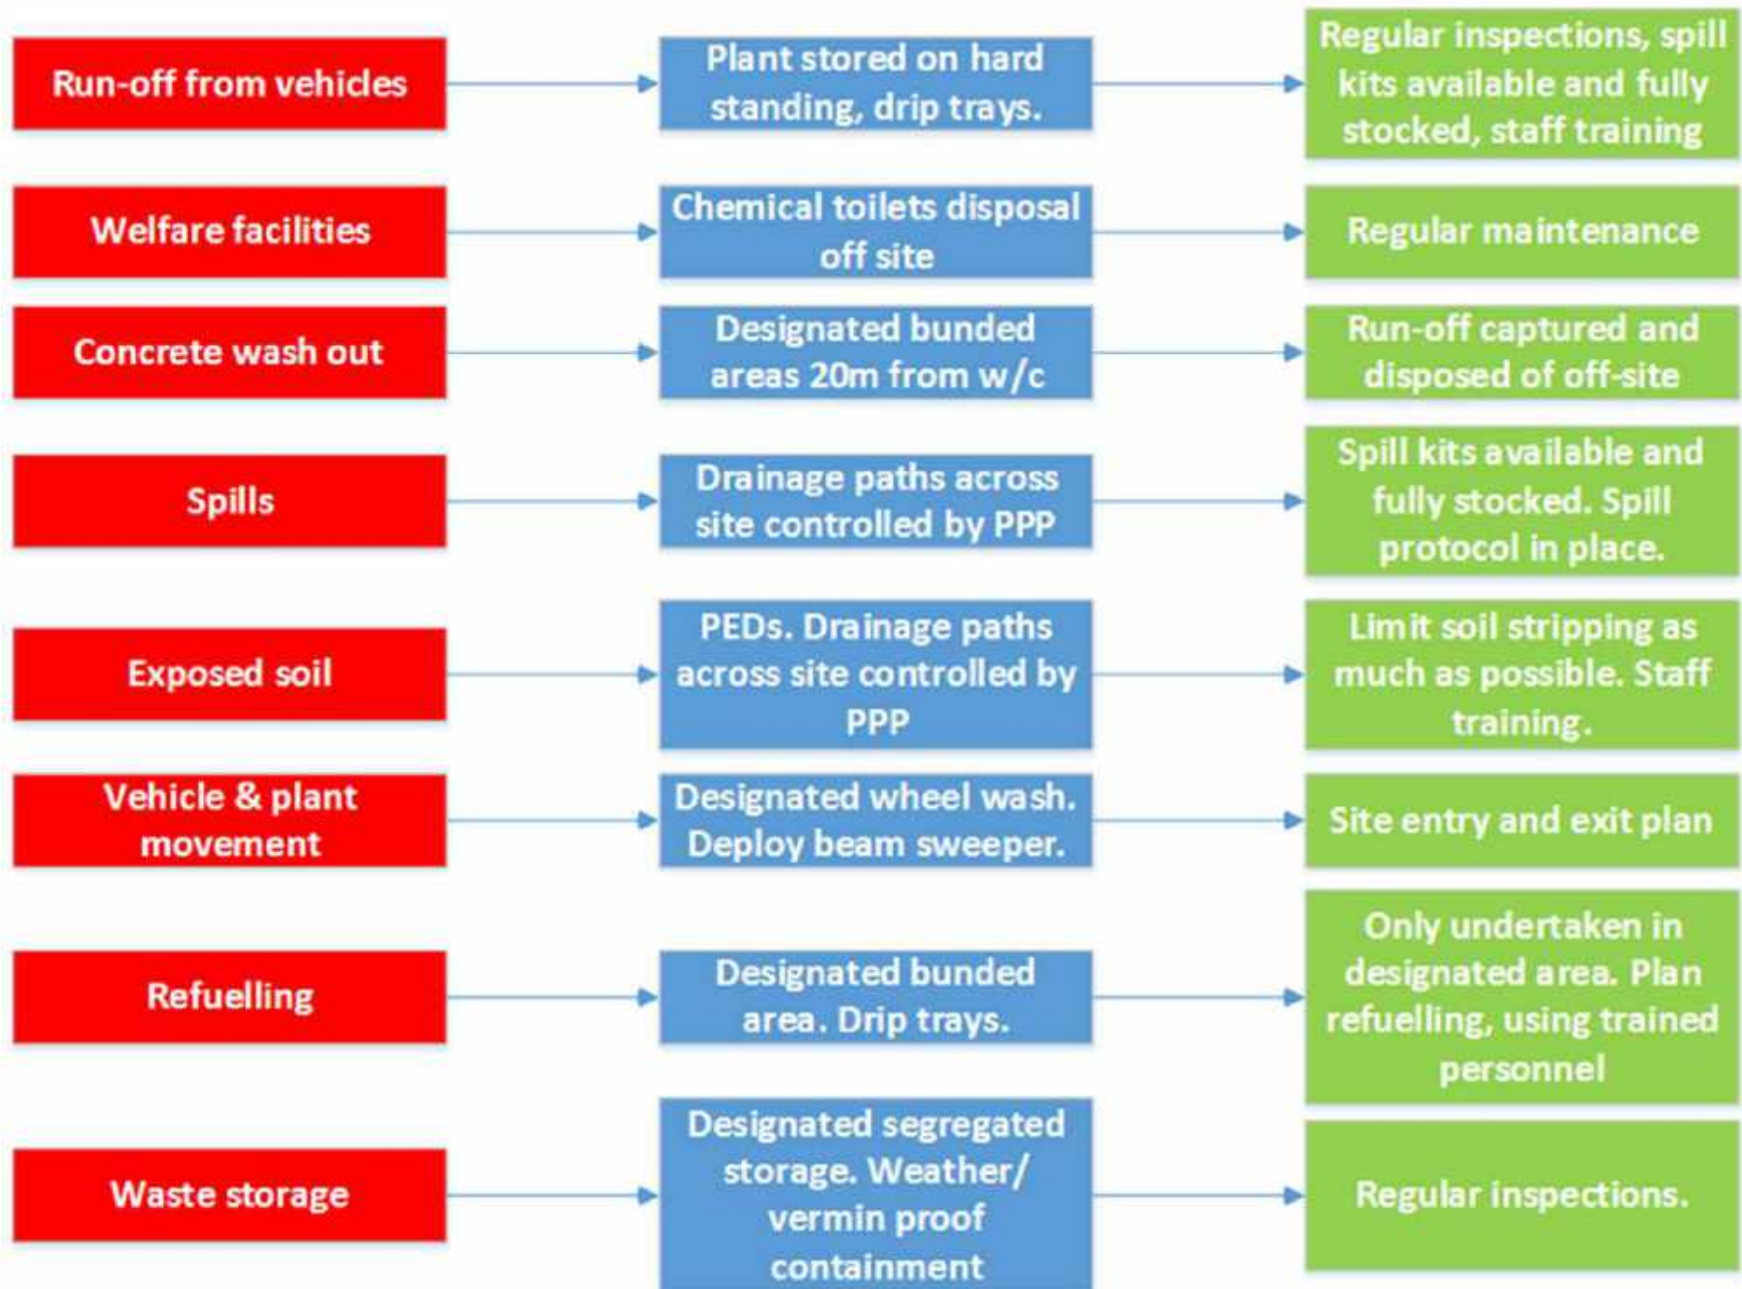 Run-off from vehicles
Plant stored on hard
standing, drip trays.
Regular inspections, spill
kits available and fully
stocked, staff training
Welfare facilities
Chemical toilets disposal
off site
Regular maintenance
Concrete wash out
Designated bunded
areas 20m from w/c
Run-off captured and
disposed of off-site
Spills
Drainage paths across
site controlled by PPP
Spill kits available and
fully stocked. Spill
protocol in place.
Exposed soil
PEDs. Drainage paths
across site controlled by
PPP
Limit soil stripping as
much as possible. Staff
training.
Vehicle & plant
movement
Designated wheel wash.
Deploy beam sweeper.
Site entry and exit plan
Refuelling
Designated bunded
area. Drip trays.
Only undertaken in
designated area. Plan
refuelling, using trained
personnel
Waste storage
Designated segregated
storage. Weather/
vermin proof
containment
Regular inspections.